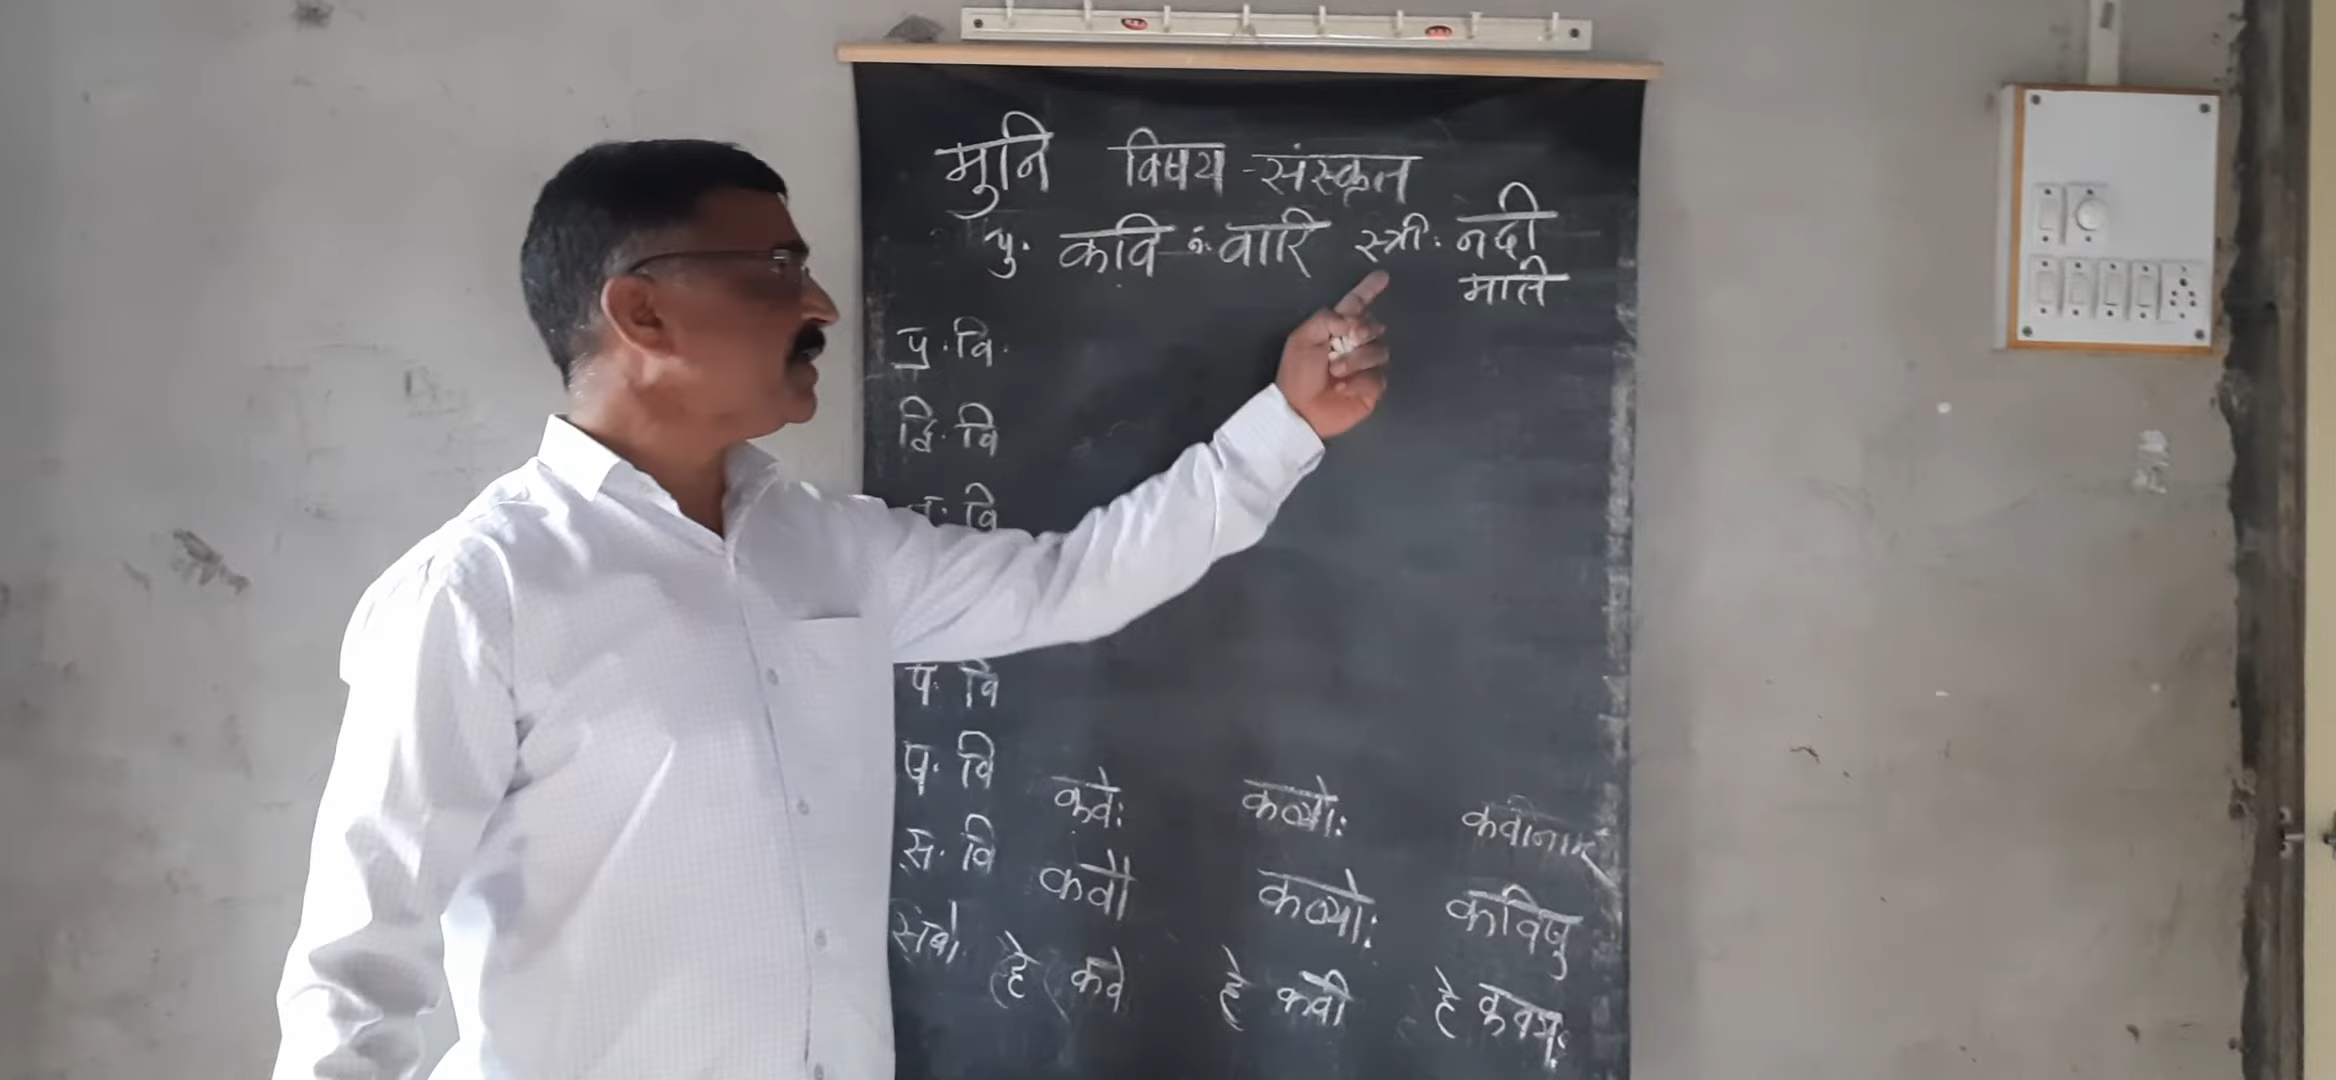 मुनि विषय - संस्कृत
पु. कवि न. वारि स्त्री. नदी
मति
प्र. वि.
द्वि. वि
तृ. वि
प. वि
ष. वि कवेः कव्योः कवीनाम्
स. वि कवौ कव्योः कविषु
संबो. हे कवे हे कवी हे कवयः